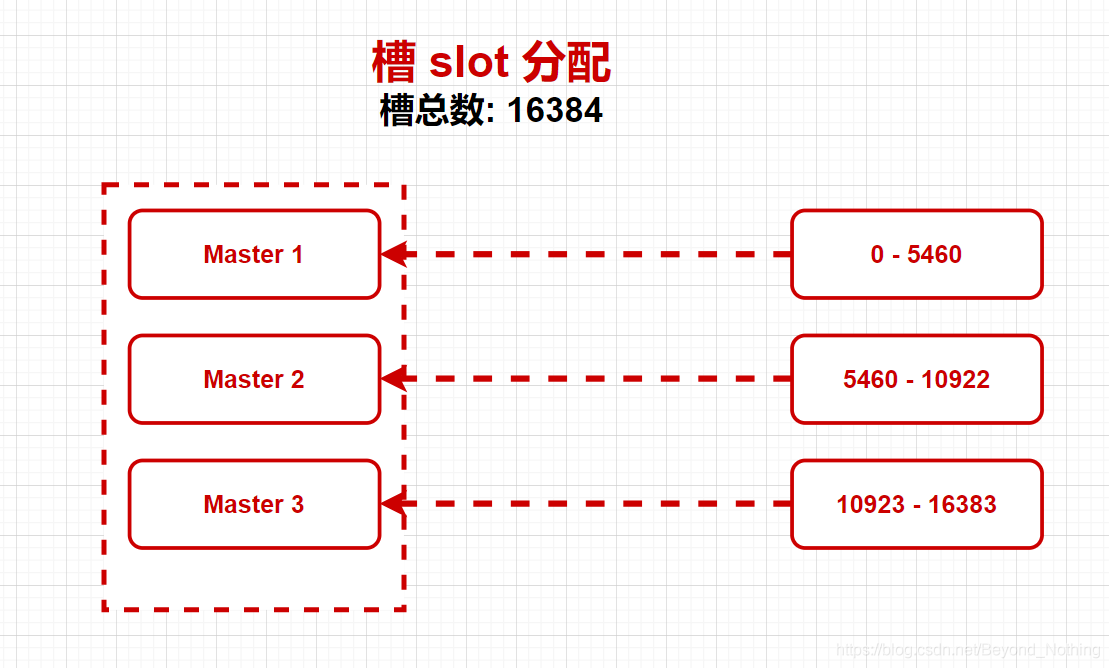 槽 slot 分配
槽总数: 16384
Master 1
0 - 5460
Master 2
5460 - 10922
Master 3
10923 - 16383
https://blog.csdn.net/Beyond_Nothing